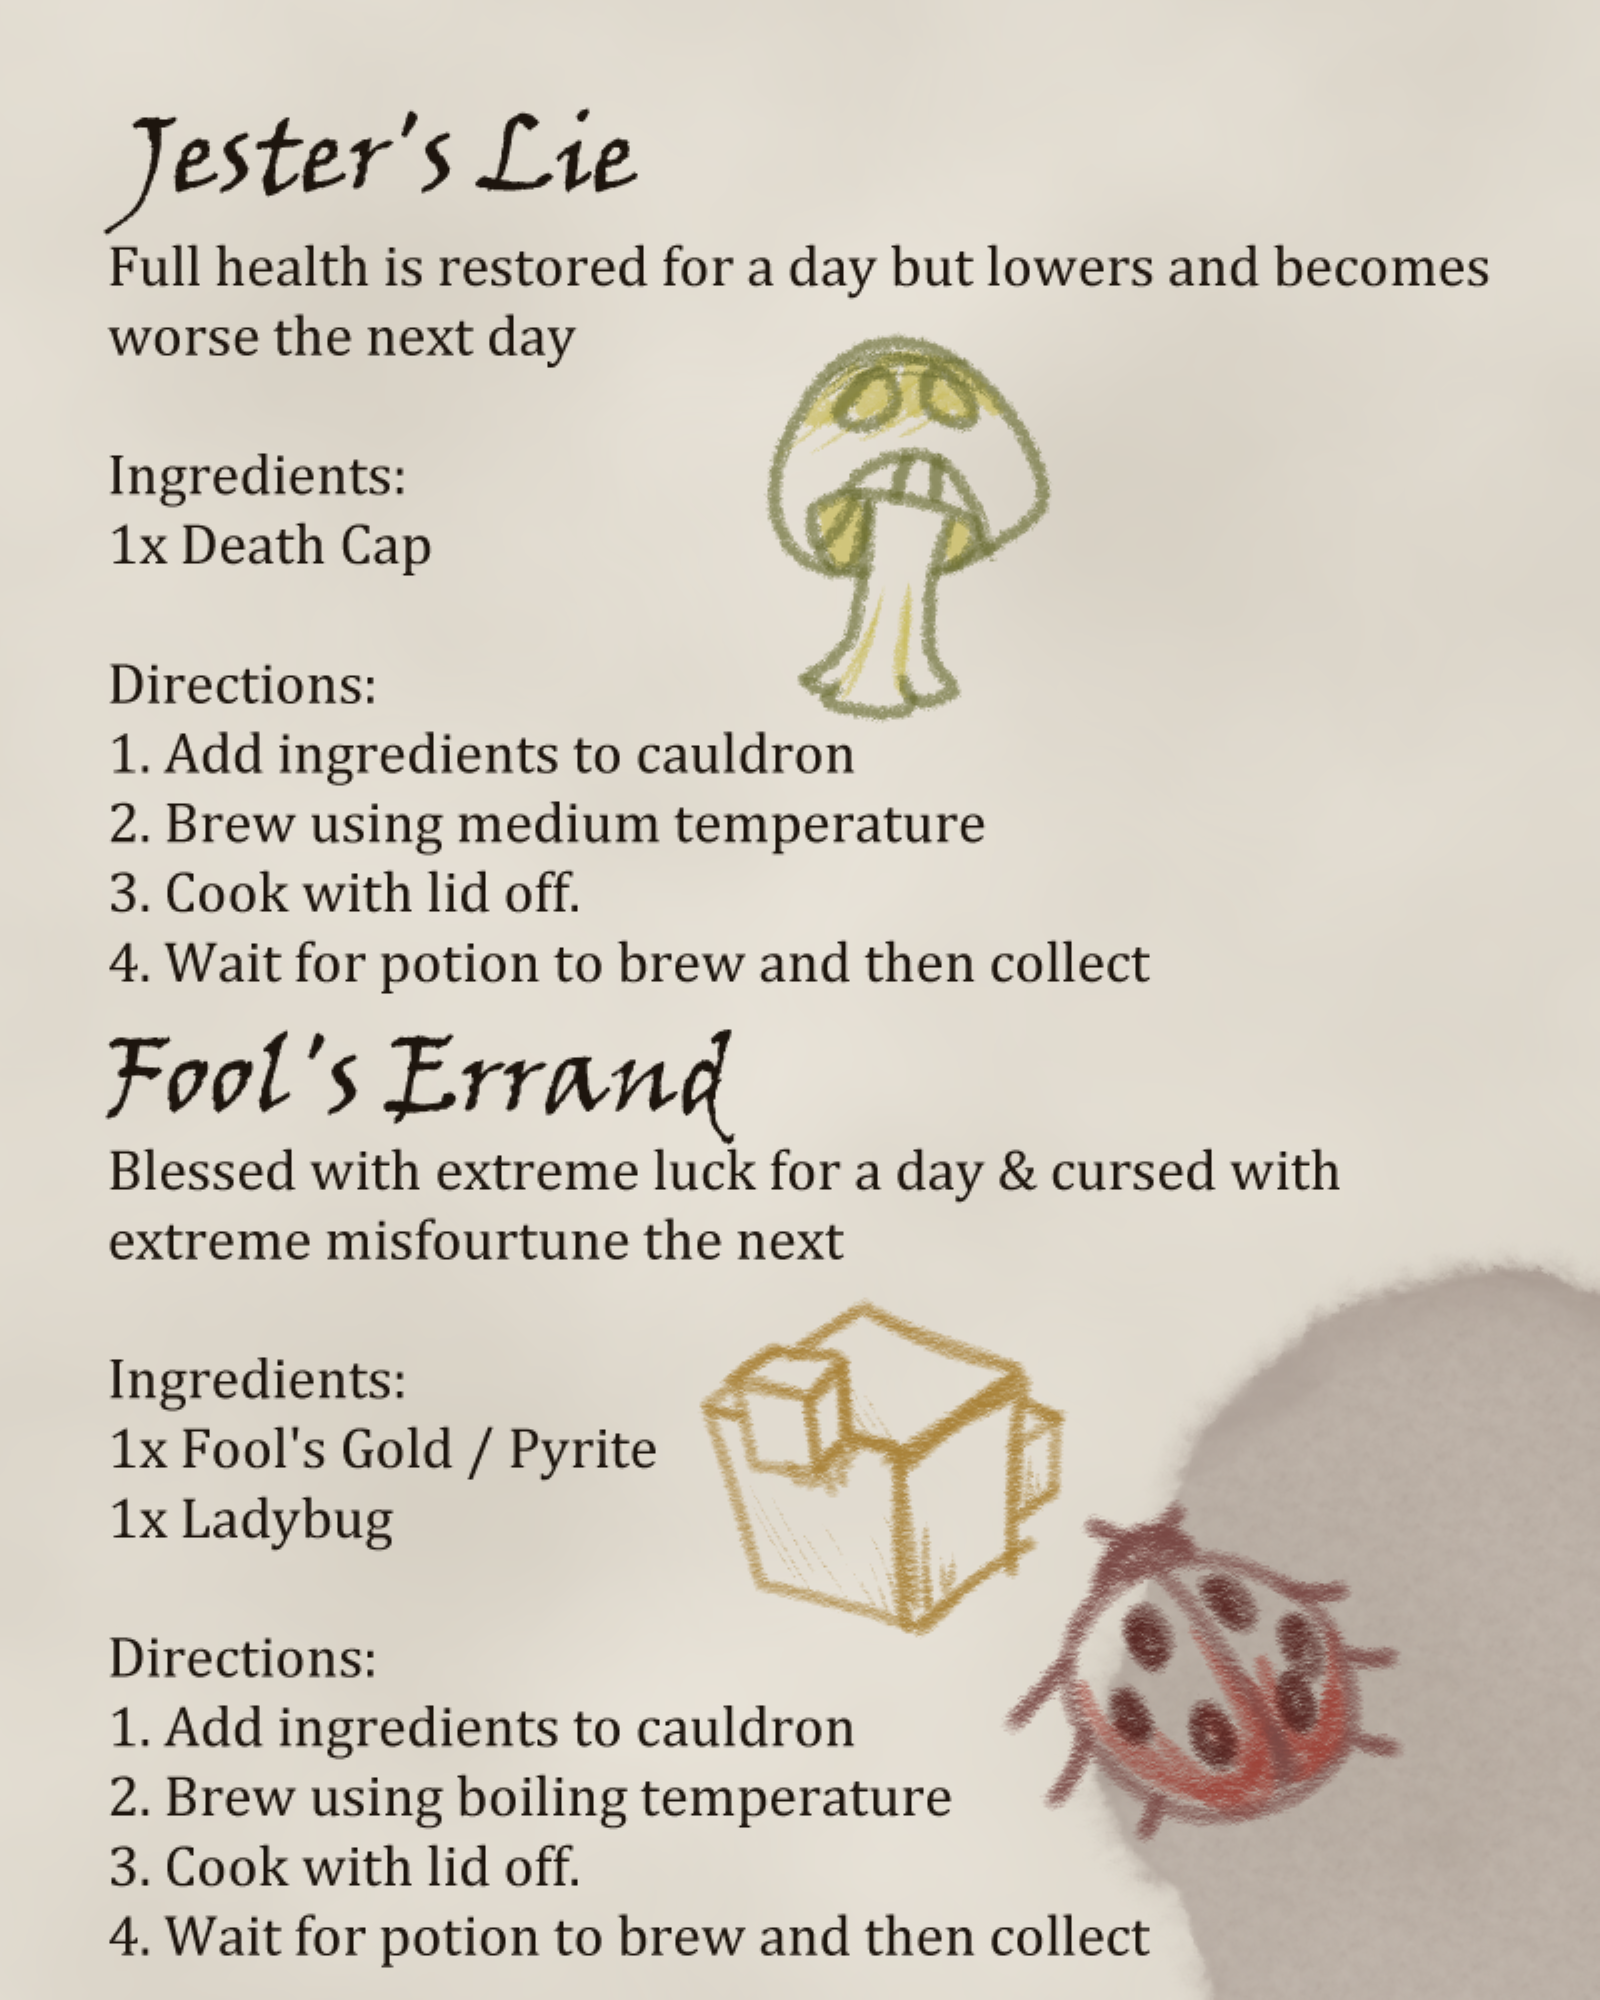 Jester's Lie
Full health is restored for a day but lowers and becomes
worse the next day
Ingredients:
1x Death Cap
Directions:
1. Add ingredients to cauldron
2. Brew using medium temperature
3. Cook with lid off.
4. Wait for potion to brew and then collect
Fool's Errand
Blessed with extreme luck for a day & cursed with
extreme misfourtune the next
Ingredients:
1x Fool's Gold / Pyrite
1x Ladybug
Directions:
1. Add ingredients to cauldron
2. Brew using boiling temperature
3. Cook with lid off.
4. Wait for potion to brew and then collect